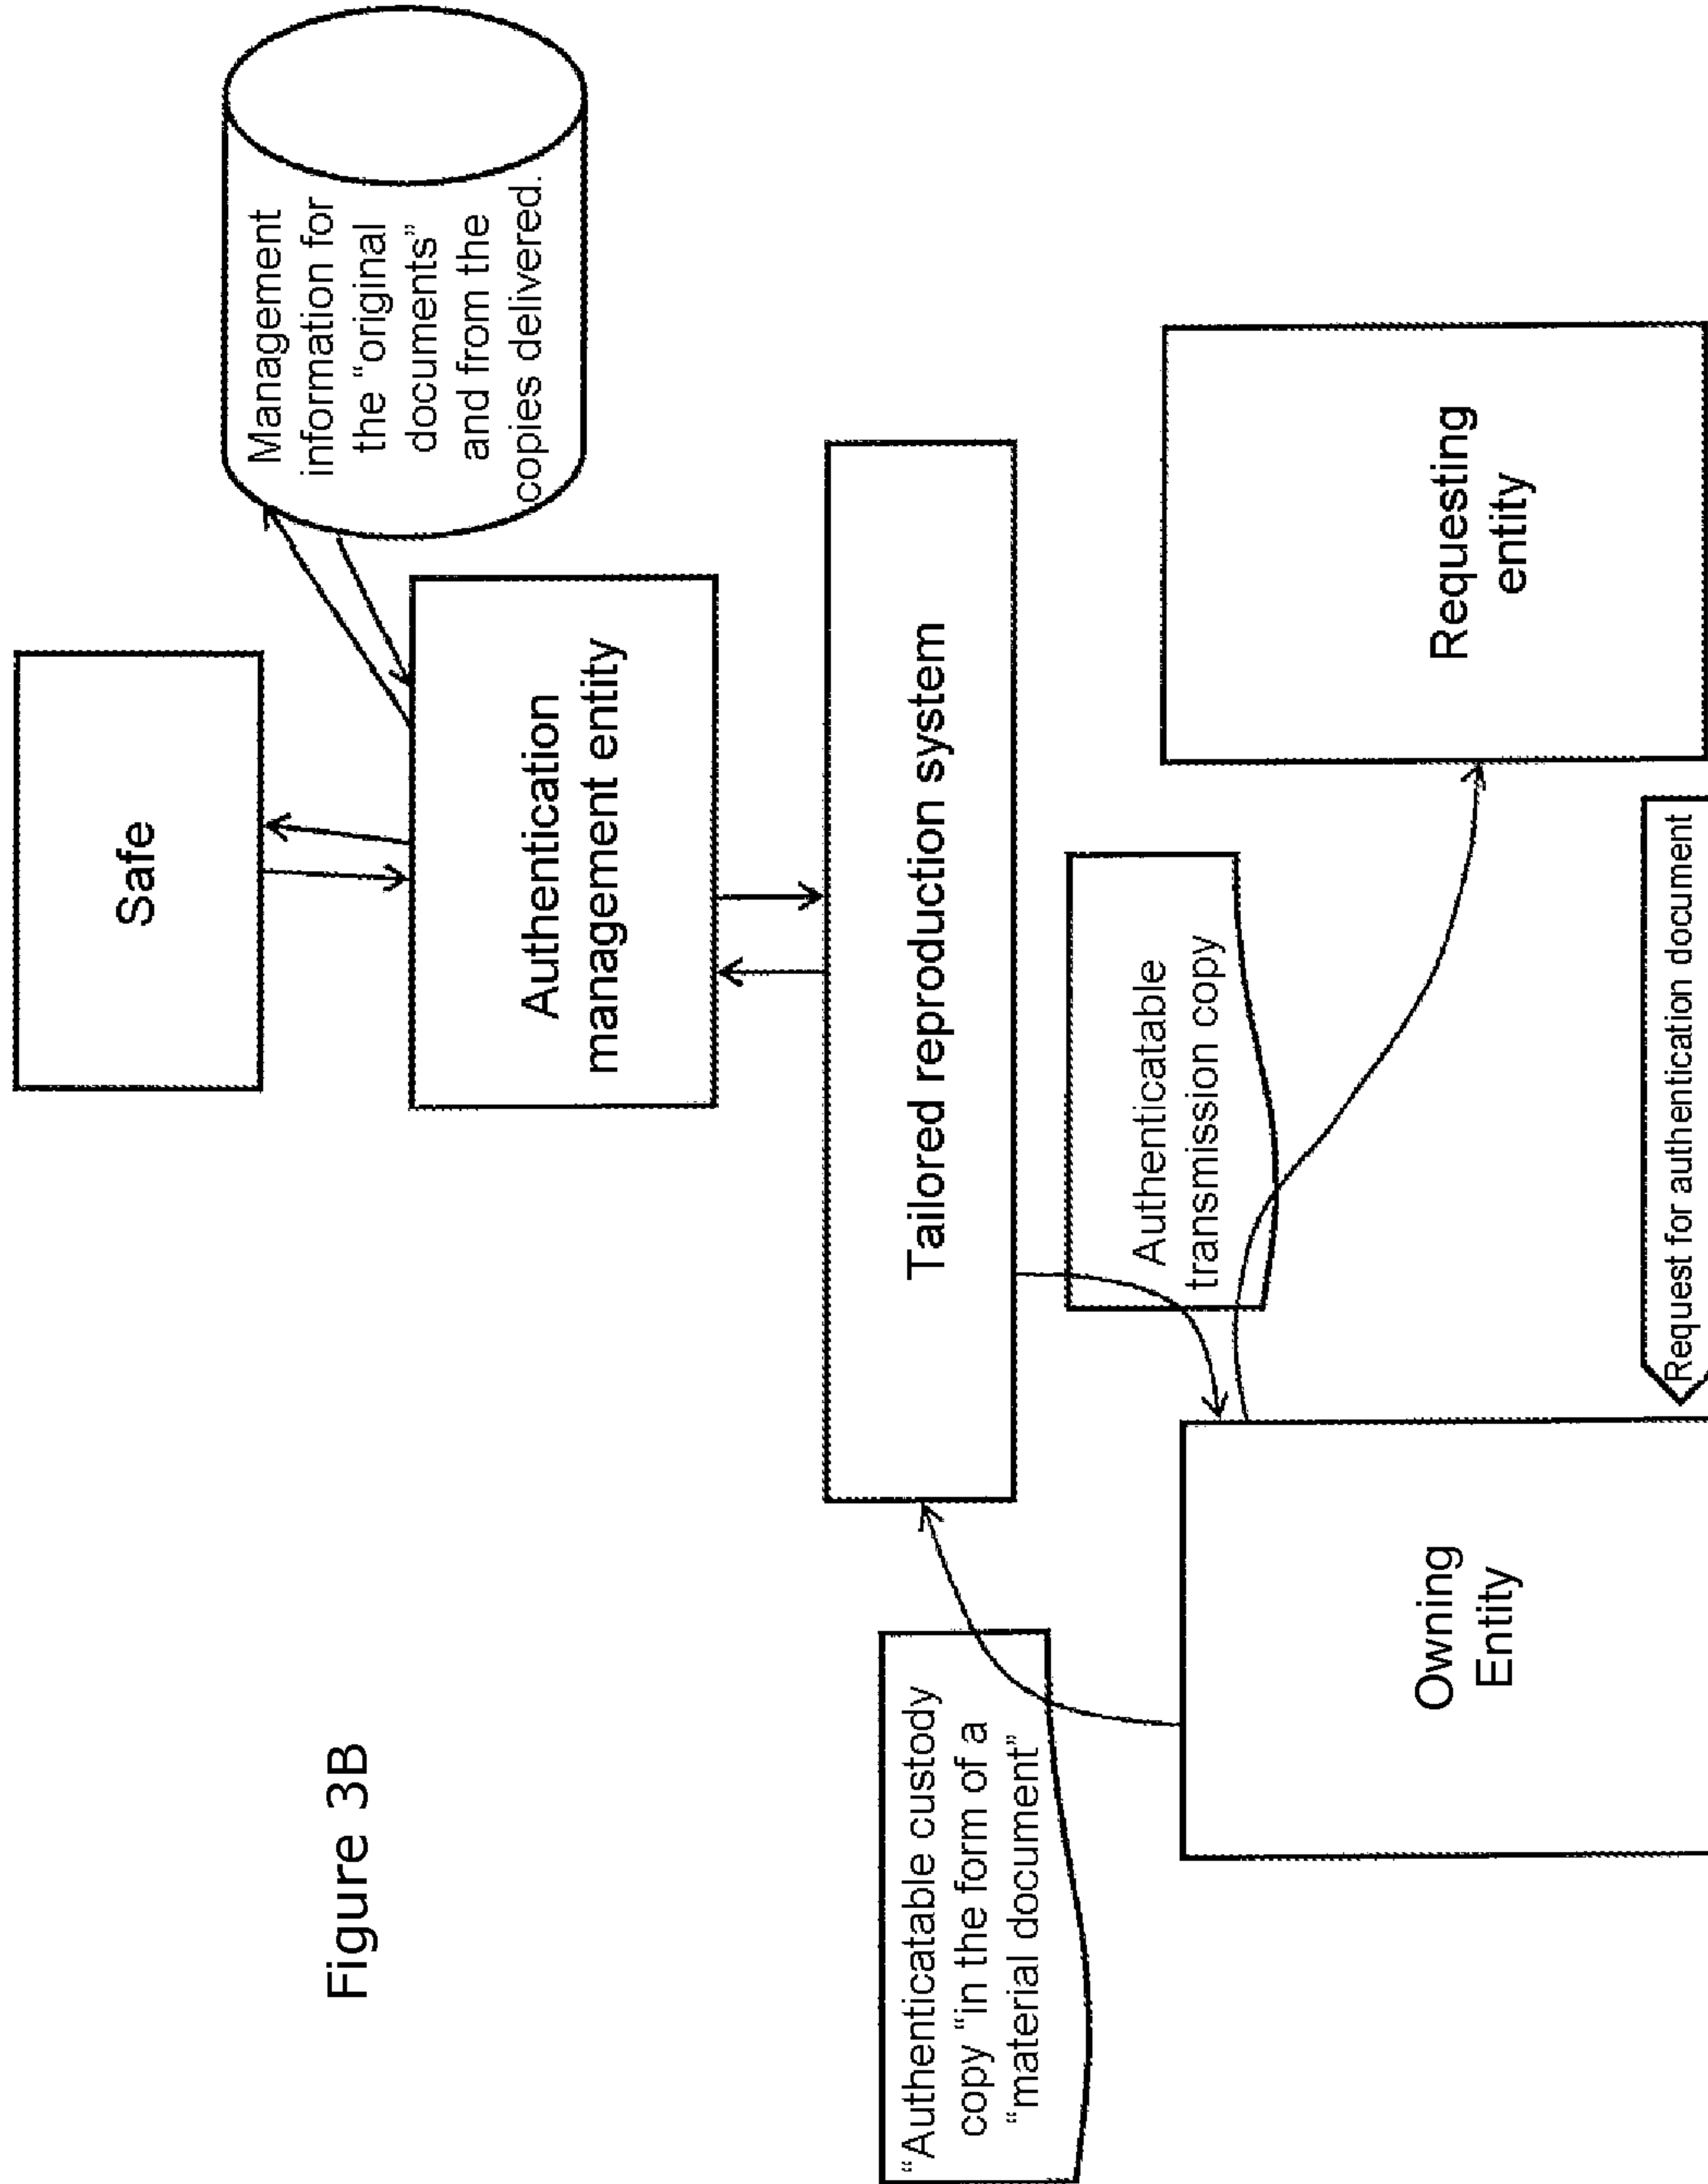 Figure 3B
Safe
Management
information for
the “original
documents”
and from the
copies delivered.
Authentication
management entity
Tailored reproduction system
“Authenticatable custody
copy “in the form of a
“material document”
Authenticatable
transmission copy
Owning
Entity
Requesting
entity
Request for authentication document